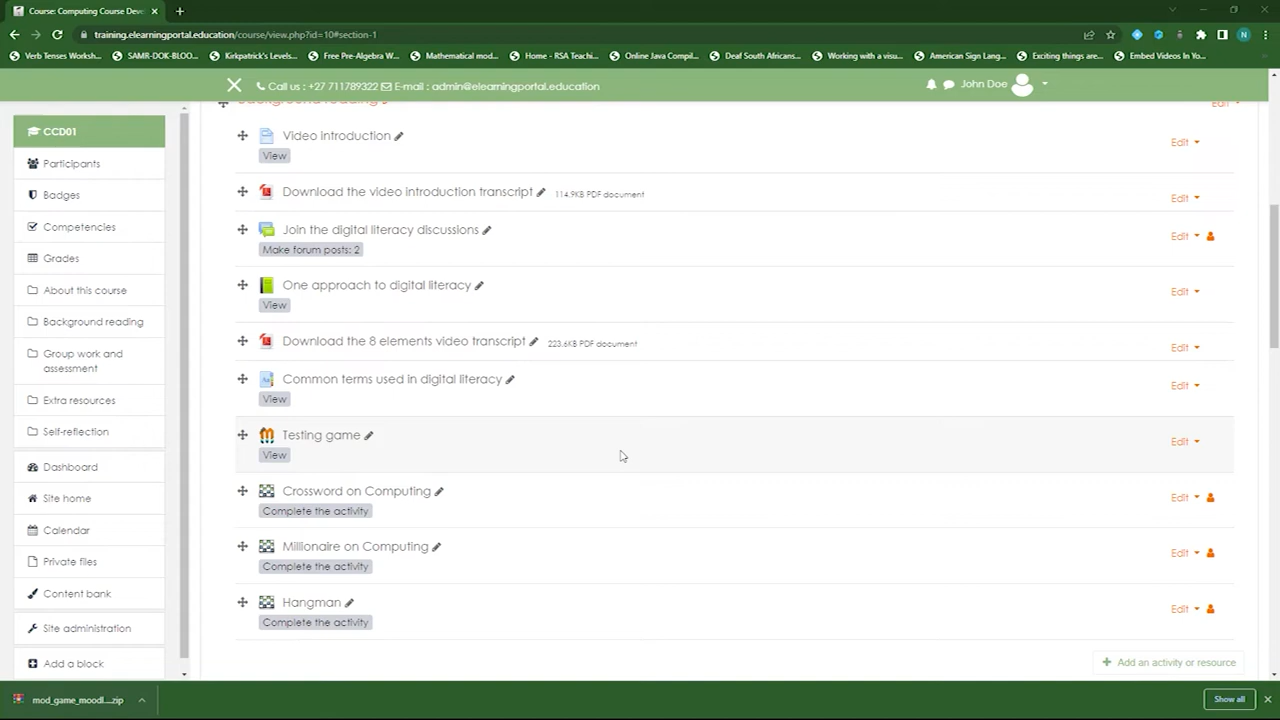 Course: Computing Course Deve
training.elearningportal.education/course/view.php?id=10#section-1
Verb Tenses Worksh...
SAMR-DOK-BLOO...
Kirkpatrick's Level...
Free Pre-Algebra W...
Mathematical mod...
Home - RSA Teachi...
Online Java Compil...
Deaf South Africans...
Working with a visu...
American Sign Lang...
Exciting things are...
Embed Videos In Yo...
Call us : +27 711789322 E-mail : admin@elearningportal.education
John Doe
N
Background reading
Edit
CCD01
Participants
Badges
Competencies
Grades
About this course
Background reading
Group work and
assessment
Extra resources
Self-reflection
Dashboard
Site home
Calendar
Private files
Content bank
Site administration
Add a block
Video introduction
View
Edit
Download the video introduction transcript 114.9KB PDF document
Edit
Join the digital literacy discussions
Make forum posts: 2
Edit
One approach to digital literacy
View
Edit
Download the 8 elements video transcript 223.6KB PDF document
Edit
Common terms used in digital literacy
View
Edit
Testing game
View
Edit
Crossword on Computing
Complete the activity
Edit
Millionaire on Computing
Complete the activity
Edit
Hangman
Complete the activity
Edit
Add an activity or resource
mod_game_moodl....zip
Show all